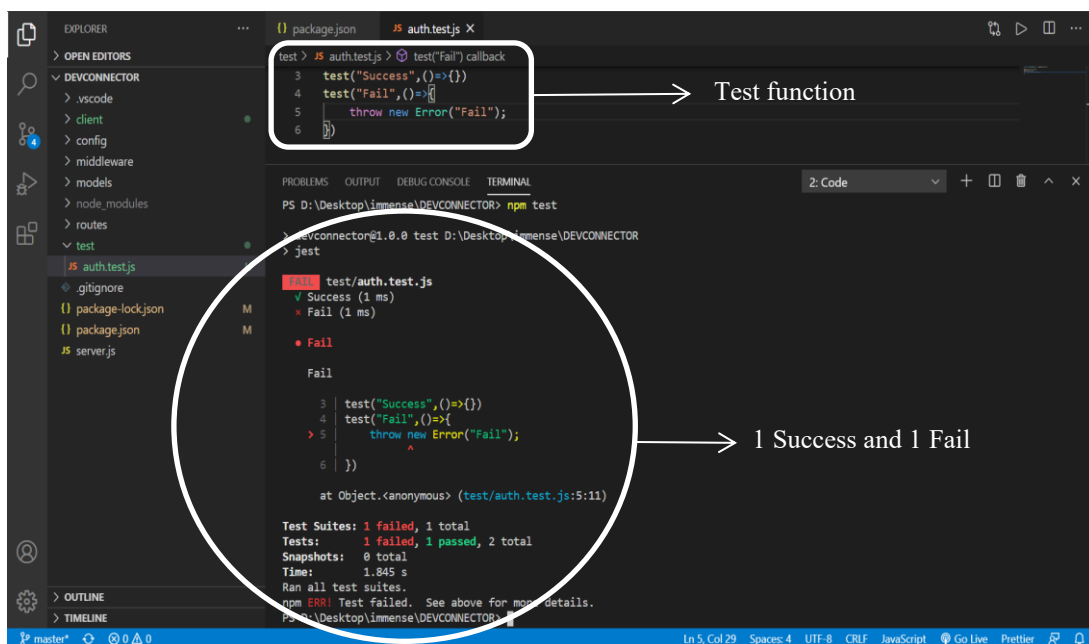 EXPLORER
···
{} package.json
JS auth.test.js ×
> OPEN EDITORS
test > JS auth.test.js > test("Fail") callback
DEVCONNECTOR
3 test("Success",()=>{})
4 test("Fail",()=>{
5 throw new Error("Fail");
6 })
Test function
> .vscode
> client
> config
> middleware
> models
> node_modules
> routes
test
JS auth.test.js
.gitignore
{} package-lock.json M
{} package.json M
JS server.js
4
PROBLEMS OUTPUT DEBUG CONSOLE TERMINAL
2: Code
PS D:\Desktop\immense\DEVCONNECTOR> npm test
> devconnector@1.0.0 test D:\Desktop\immense\DEVCONNECTOR
> jest
FAIL test/auth.test.js
√ Success (1 ms)
× Fail (1 ms)
● Fail
Fail
3 | test("Success",()=>{})
4 | test("Fail",()=>{
> 5 | throw new Error("Fail");
| ^
6 | })
at Object.<anonymous> (test/auth.test.js:5:11)
1 Success and 1 Fail
Test Suites: 1 failed, 1 total
Tests: 1 failed, 1 passed, 2 total
Snapshots: 0 total
Time: 1.845 s
Ran all test suites.
npm ERR! Test failed. See above for more details.
PS D:\Desktop\immense\DEVCONNECTOR>
> OUTLINE
> TIMELINE
master* 0 0 Ln 5, Col 29 Spaces: 4 UTF-8 CRLF JavaScript Go Live Prettier